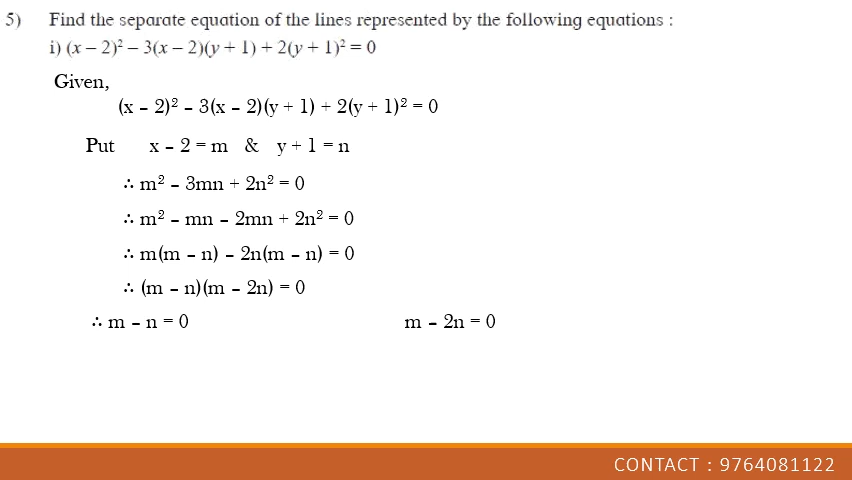 5) Find the separate equation of the lines represented by the following equations :
i) (x – 2)² – 3(x – 2)(y + 1) + 2(y + 1)² = 0
Given,
(x – 2)² – 3(x – 2)(y + 1) + 2(y + 1)² = 0
Put x – 2 = m & y + 1 = n
∴ m² – 3mn + 2n² = 0
∴ m² – mn – 2mn + 2n² = 0
∴ m(m – n) – 2n(m – n) = 0
∴ (m – n)(m – 2n) = 0
∴ m – n = 0 m – 2n = 0
CONTACT : 9764081122